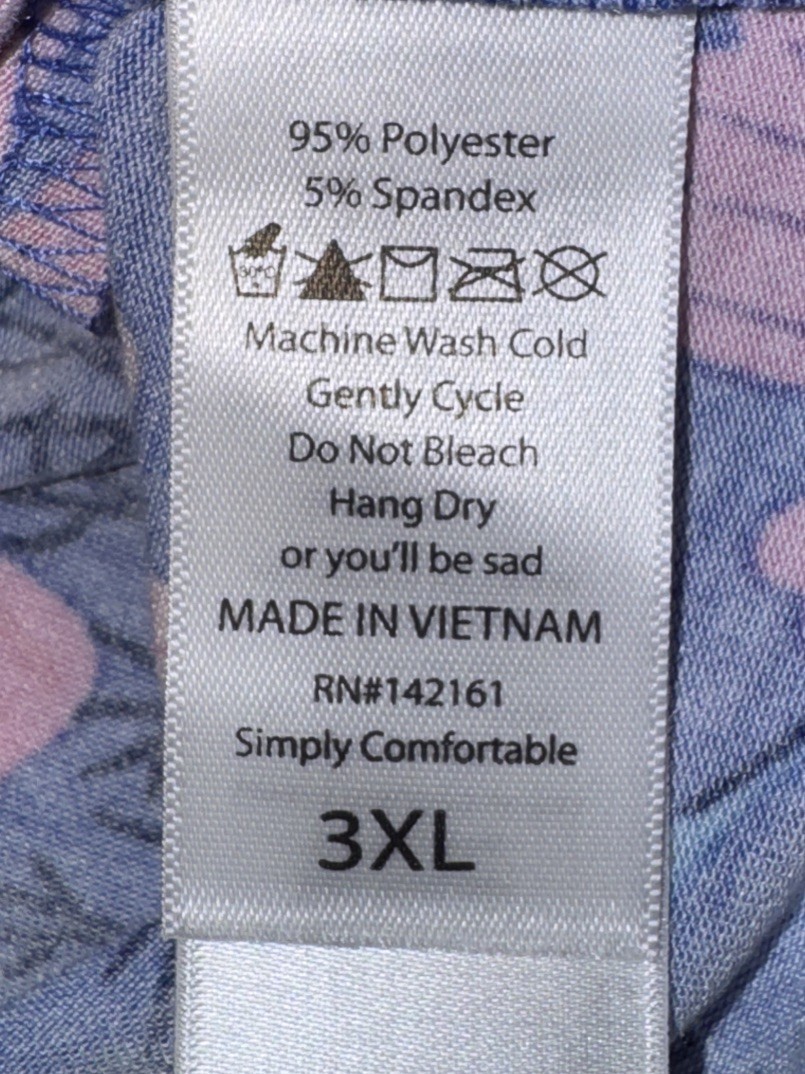 95% Polyester
5% Spandex
30°C
Machine Wash Cold
Gently Cycle
Do Not Bleach
Hang Dry
or you'll be sad
MADE IN VIETNAM
RN#142161
Simply Comfortable
3XL